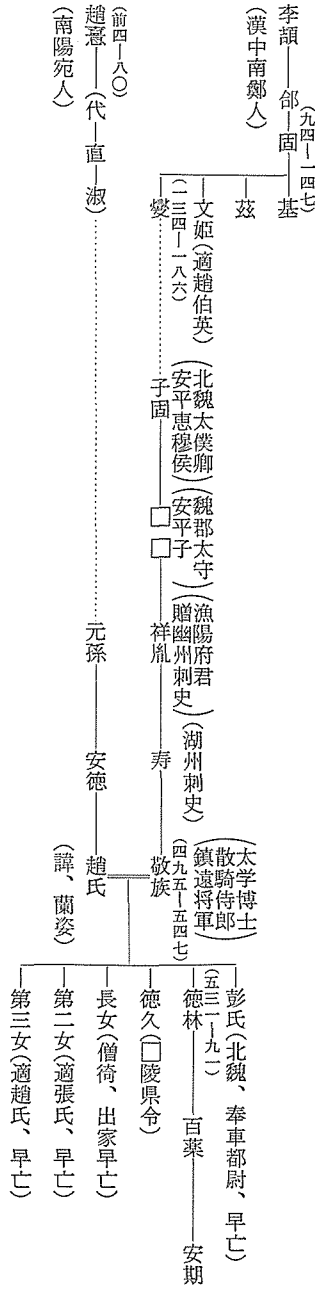 李頡―郃―固―基
(九四―一四七)
(漢中南鄭人)
茲
文姫(適趙伯英)
燮
(一三四―一八六)
子固―□□―祥胤―寿―敬族
(北魏太僕卿
安平恵穆侯)
(魏郡太守
安平子)
(漁陽府君
贈幽州刺史)
(湖州刺史)
(太学博士
散騎侍郎
鎮遠将軍)
(四九五―五四七)
(前四―八〇)
趙憙―(代―直―淑)
元孫―安徳―趙氏
(南陽宛人)
(諱、蘭姿)
彭氏(北魏、奉車都尉、早亡)
徳林―百薬―安期
(五三一―九一)
徳久(□陵県令)
長女(僧猗、出家早亡)
第二女(適張氏、早亡)
第三女(適趙氏、早亡)